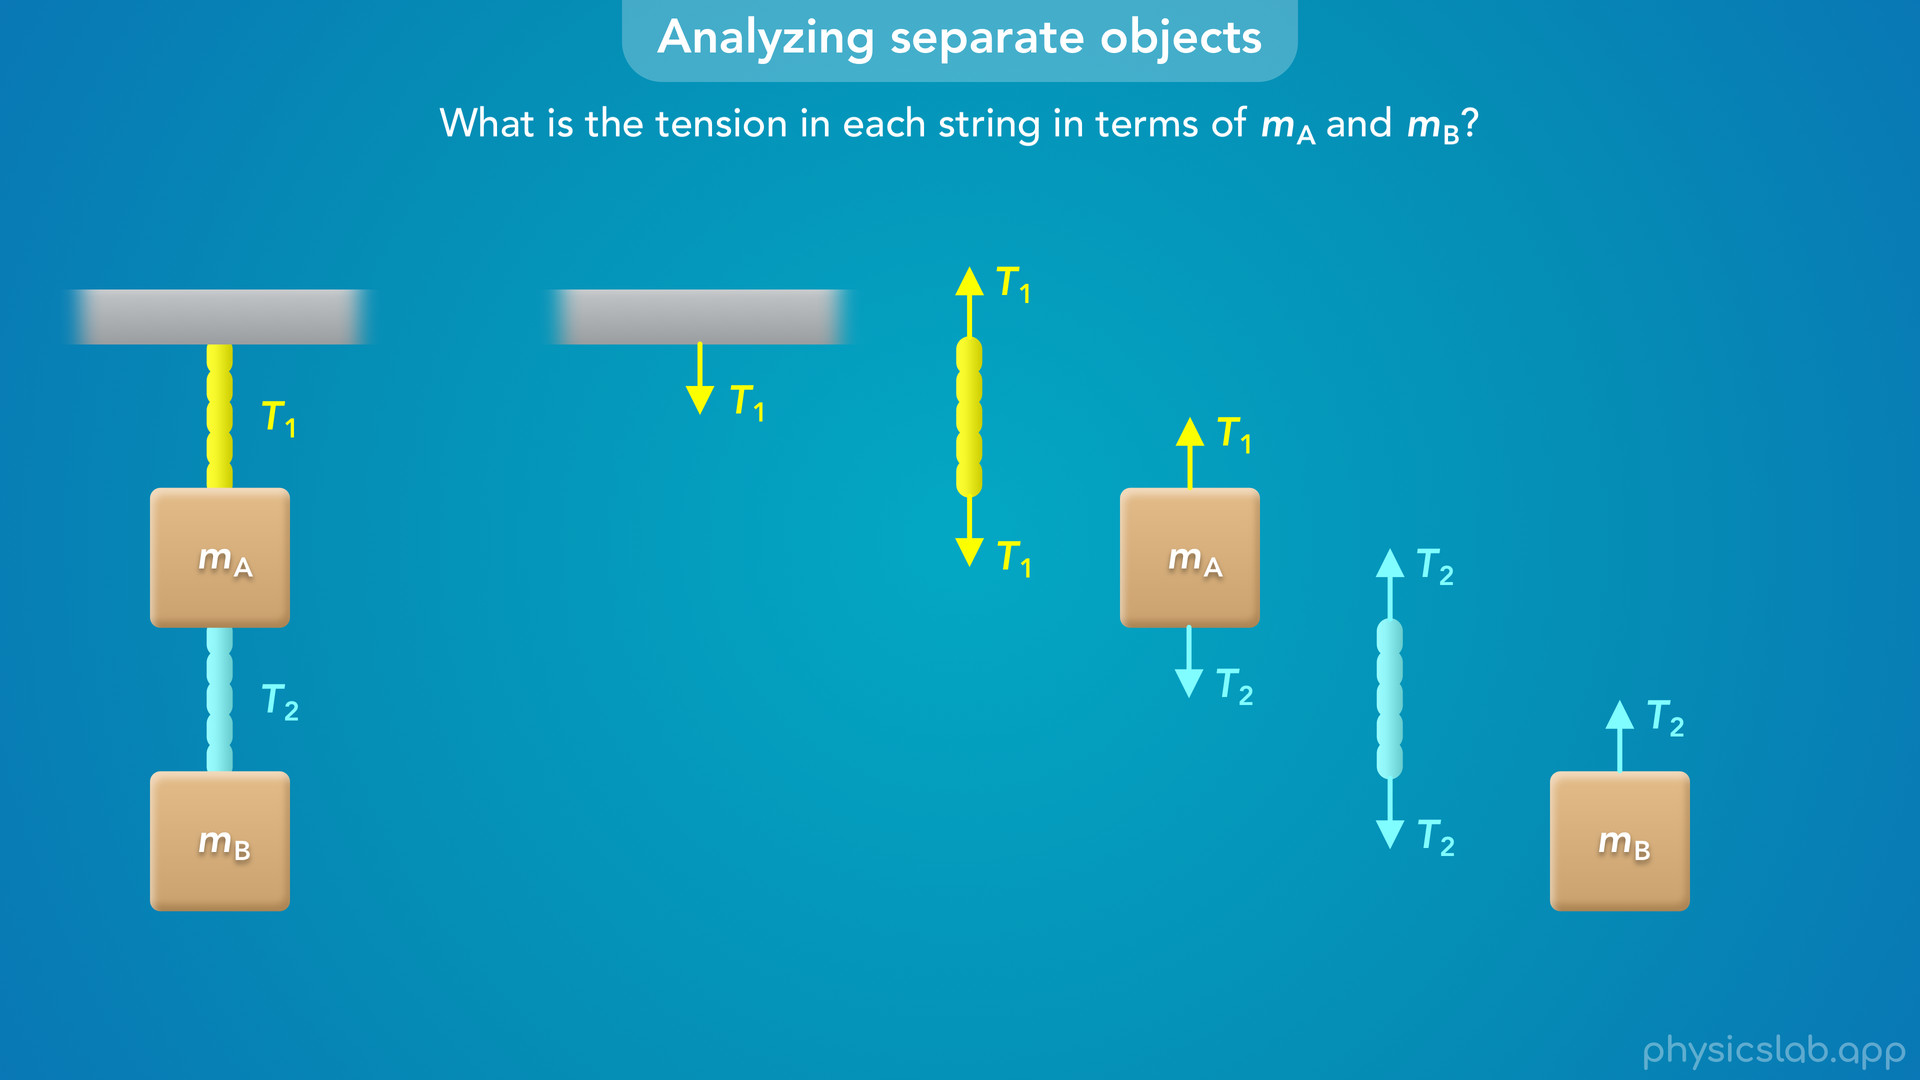 Analyzing separate objects
What is the tension in each string in terms of mA and mB?
T1
mA
T2
mB
T1
T1
T1
T1
mA
T2
T2
T2
T2
mB
physicslab.app